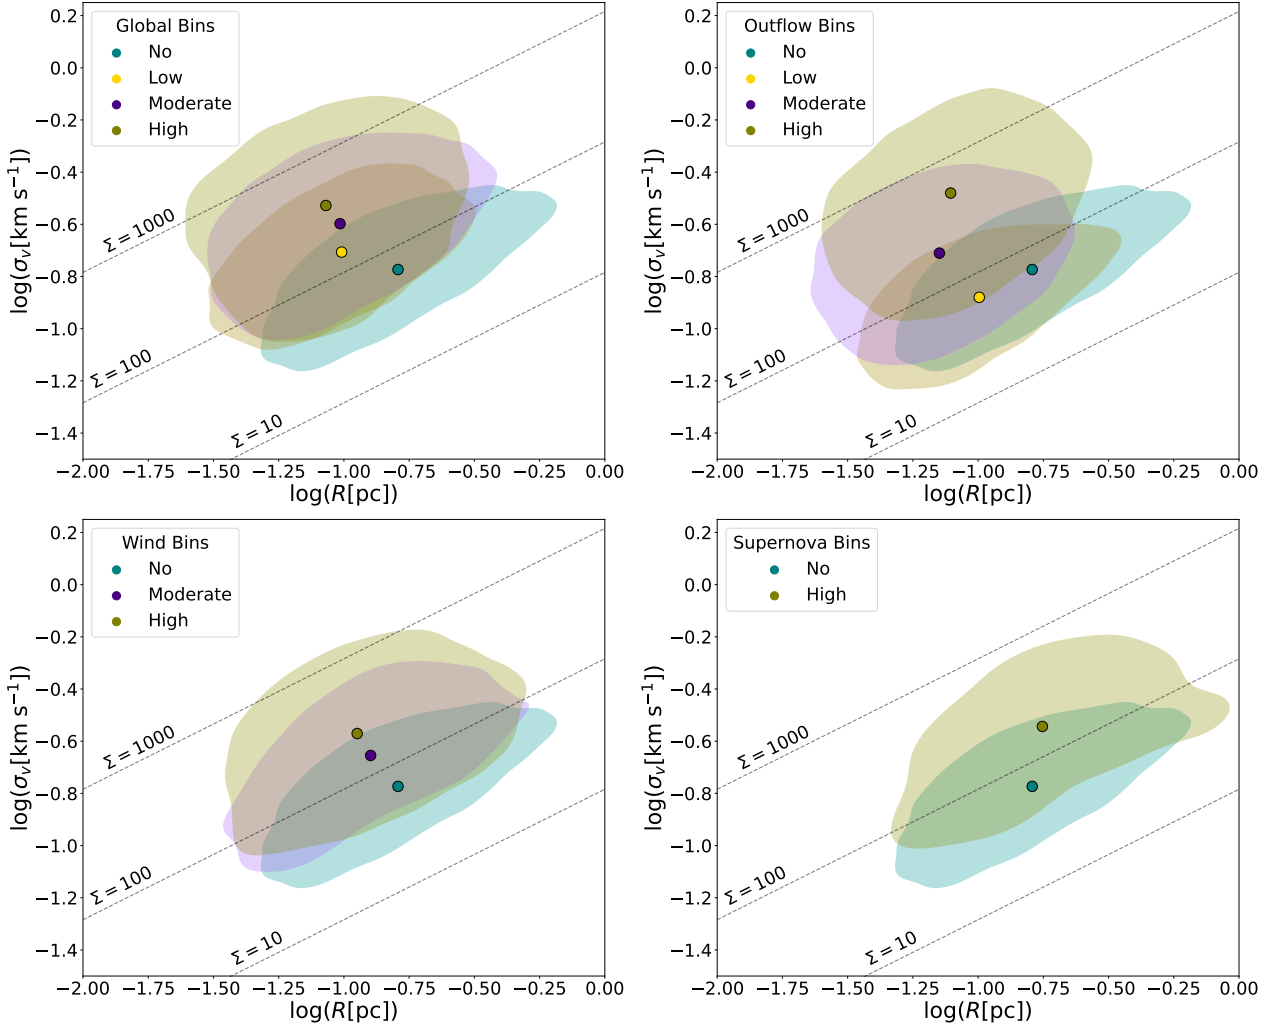 Global Bins
No
Low
Moderate
High
0.2
0.0
−0.2
−0.4
−0.6
−0.8
−1.0
−1.2
−1.4
log(σᵥ[km s⁻¹])
Σ = 1000
Σ = 100
Σ = 10
−2.00 −1.75 −1.50 −1.25 −1.00 −0.75 −0.50 −0.25 0.00
log(R[pc])
Outflow Bins
No
Low
Moderate
High
0.2
0.0
−0.2
−0.4
−0.6
−0.8
−1.0
−1.2
−1.4
log(σᵥ[km s⁻¹])
Σ = 1000
Σ = 100
Σ = 10
−2.00 −1.75 −1.50 −1.25 −1.00 −0.75 −0.50 −0.25 0.00
log(R[pc])
Wind Bins
No
Moderate
High
0.2
0.0
−0.2
−0.4
−0.6
−0.8
−1.0
−1.2
−1.4
log(σᵥ[km s⁻¹])
Σ = 1000
Σ = 100
Σ = 10
−2.00 −1.75 −1.50 −1.25 −1.00 −0.75 −0.50 −0.25 0.00
log(R[pc])
Supernova Bins
No
High
0.2
0.0
−0.2
−0.4
−0.6
−0.8
−1.0
−1.2
−1.4
log(σᵥ[km s⁻¹])
Σ = 1000
Σ = 100
Σ = 10
−2.00 −1.75 −1.50 −1.25 −1.00 −0.75 −0.50 −0.25 0.00
log(R[pc])